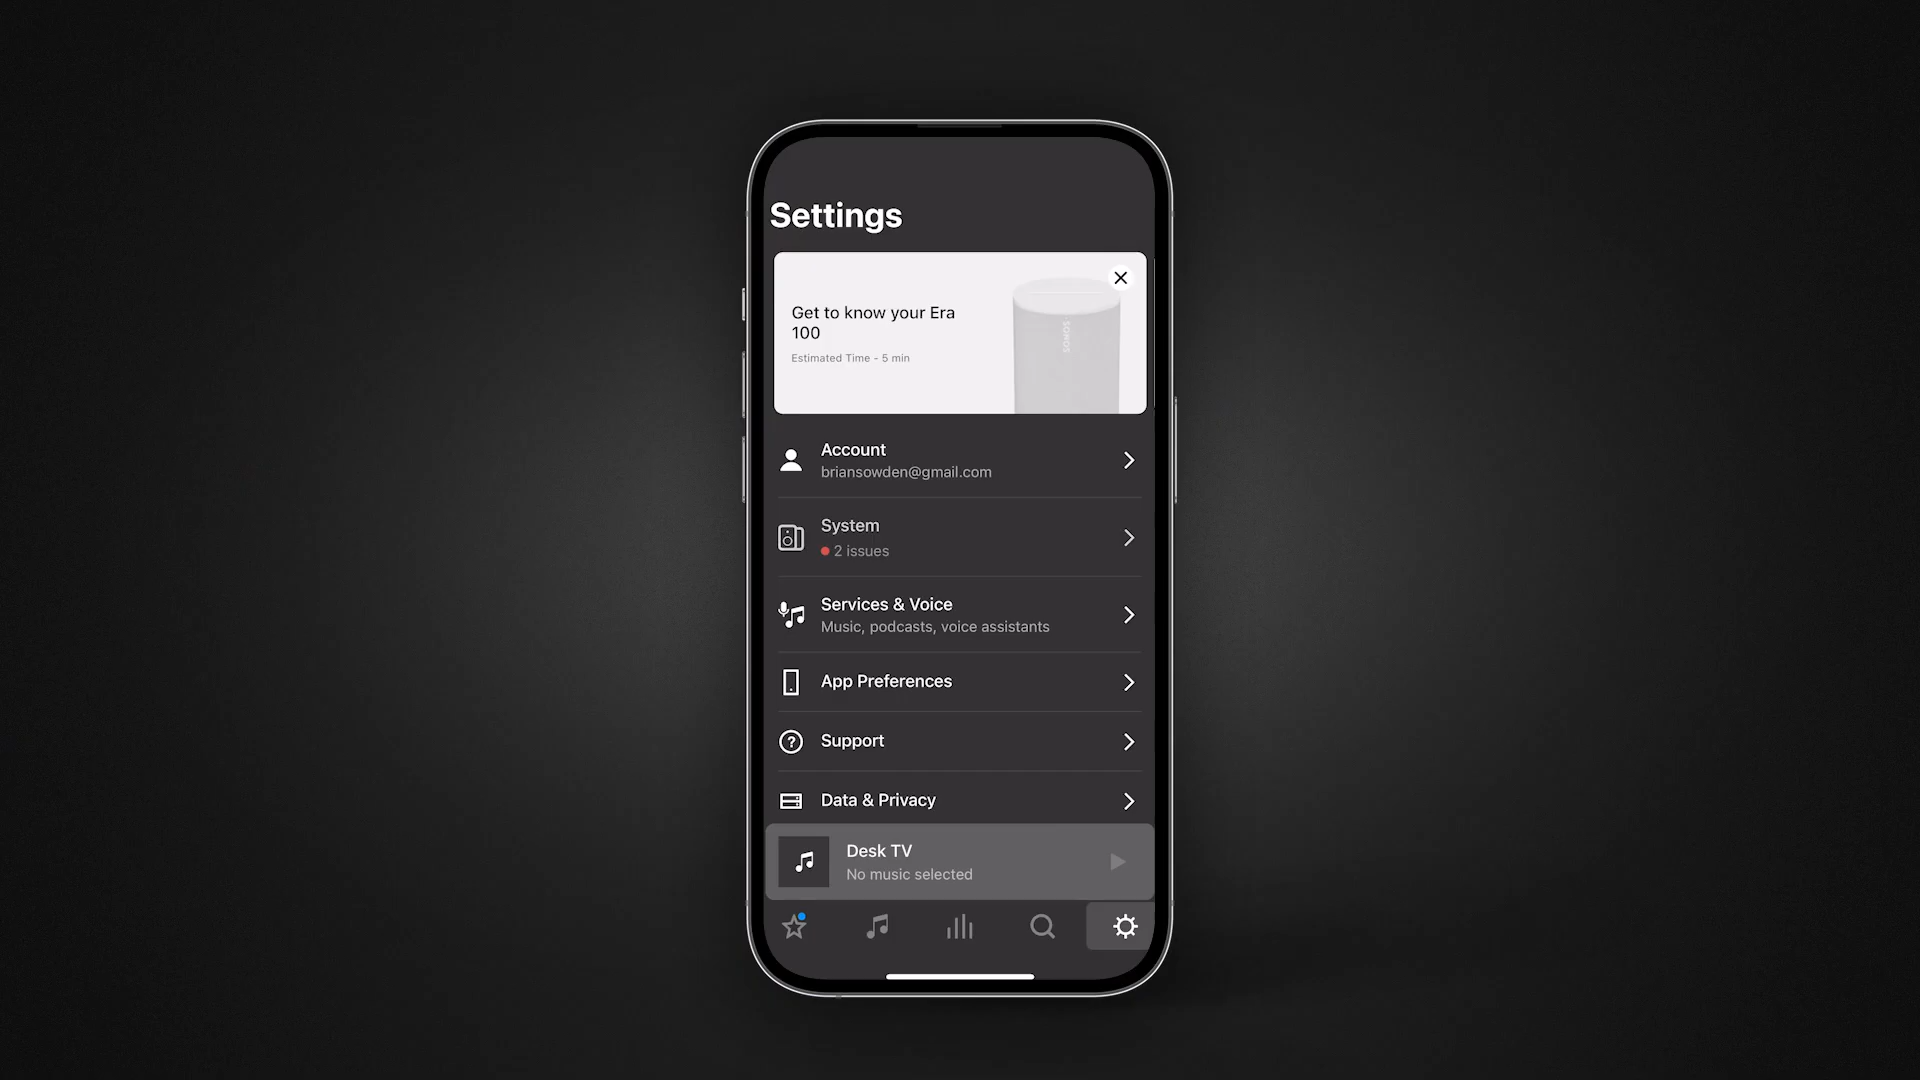 Settings
Get to know your Era
100
Estimated Time - 5 min
SONOS
Account
briansowden@gmail.com
System
2 issues
Services & Voice
Music, podcasts, voice assistants
App Preferences
Support
Data & Privacy
Desk TV
No music selected